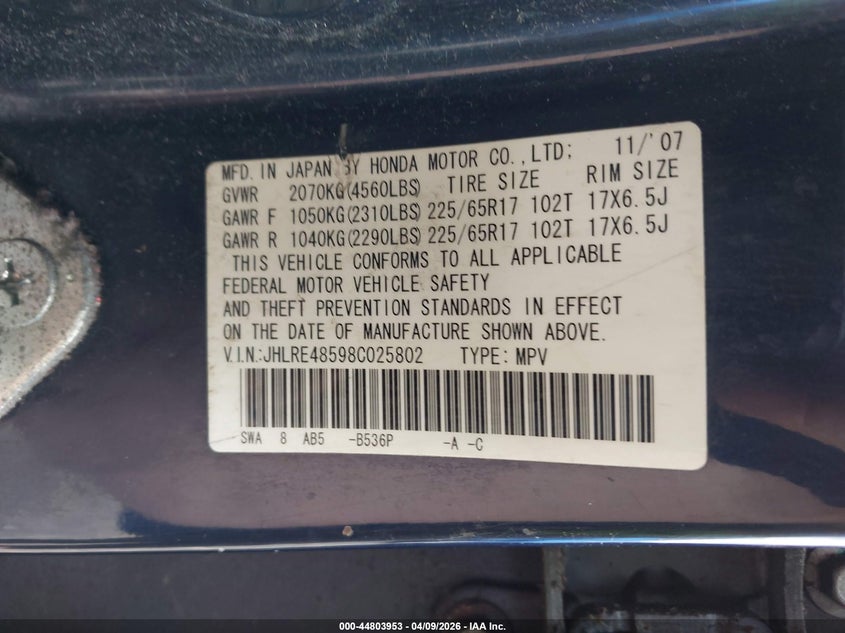 MFD. IN JAPAN BY HONDA MOTOR CO.,LTD; 11/'07
GVWR 2070KG(4560LBS) TIRE SIZE RIM SIZE
GAWR F 1050KG(2310LBS) 225/65R17 102T 17X6.5J
GAWR R 1040KG(2290LBS) 225/65R17 102T 17X6.5J
THIS VEHICLE CONFORMS TO ALL APPLICABLE
FEDERAL MOTOR VEHICLE SAFETY
AND THEFT PREVENTION STANDARDS IN EFFECT
ON THE DATE OF MANUFACTURE SHOWN ABOVE.
V.I.N.:JHLRE48598C025802 TYPE: MPV
SWA 8 AB5 -B536P -A -C
000-44803953 - 04/09/2026 - IAA Inc.